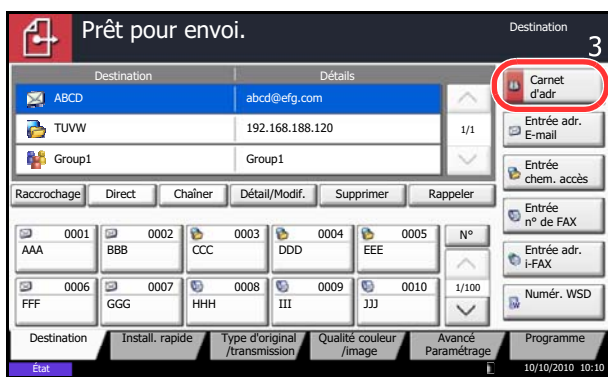 Prêt pour envoi.
Destination
3
Destination Détails
ABCD abcd@efg.com
TUVW 192.168.188.120 1/1
Group1 Group1
Carnet
d'adr
Entrée adr.
E-mail
Entrée
chem. accès
Entrée
n° de FAX
Entrée adr.
i-FAX
Numér. WSD
Raccrochage Direct Chaîner Détail/Modif. Supprimer Rappeler
0001 0002 0003 0004 0005 N°
AAA BBB CCC DDD EEE
0006 0007 0008 0009 0010 1/100
FFF GGG HHH III JJJ
Destination Install. rapide Type d'original
/transmission Qualité couleur
/image Avancé
Paramétrage Programme
État 10/10/2010 10:10